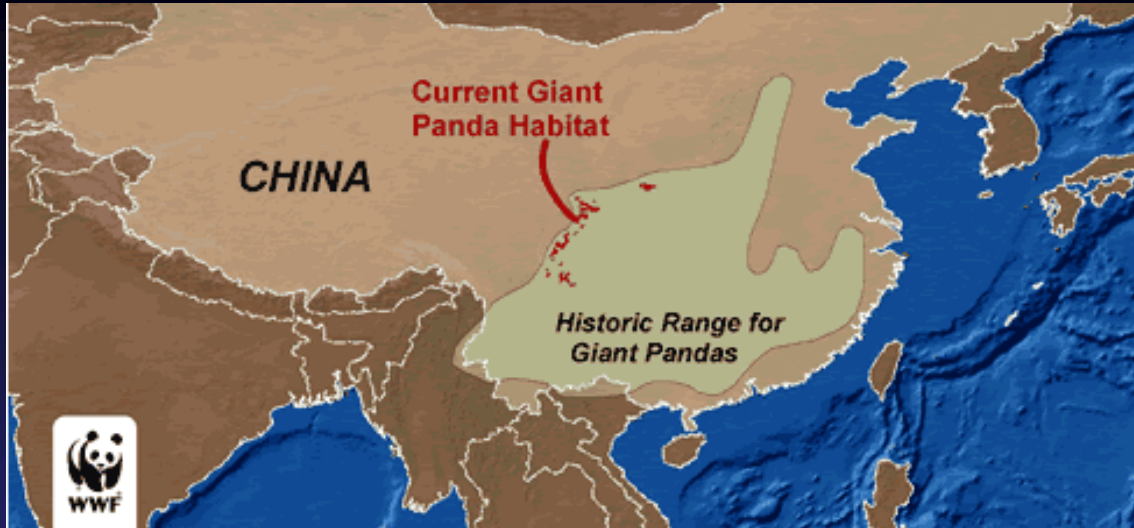 Current Giant
Panda Habitat
CHINA
Historic Range for
Giant Pandas
WWF